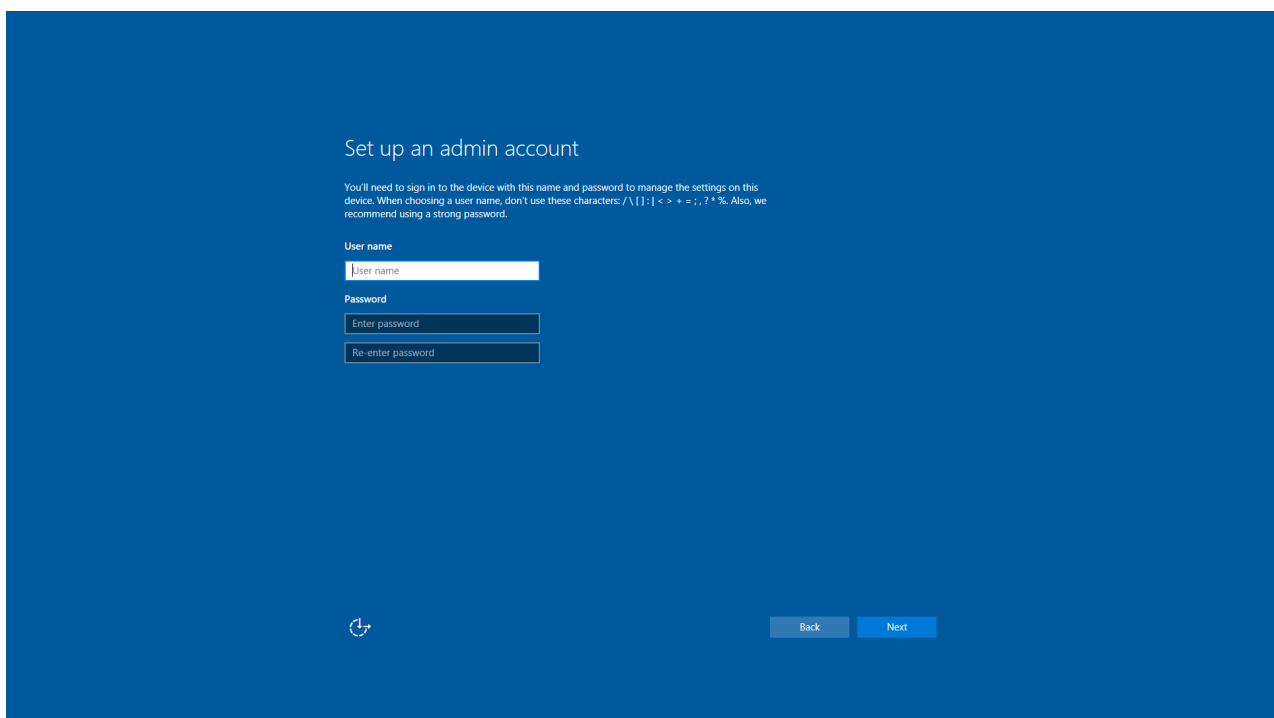 Set up an admin account
You'll need to sign in to the device with this name and password to manage the settings on this
device. When choosing a user name, don't use these characters: / \ [ ] : | < > + = ; , ? * %. Also, we
recommend using a strong password.
User name
User name
Password
Enter password
Re-enter password
Back
Next